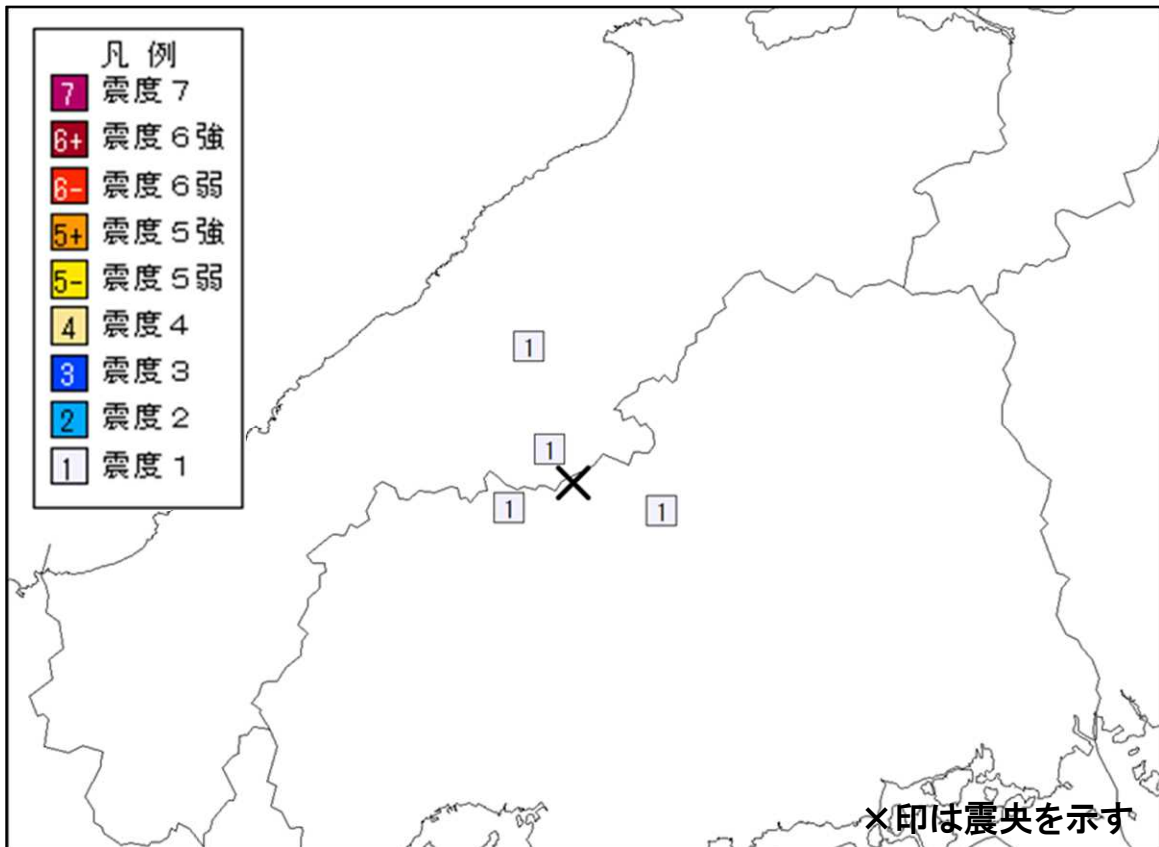 凡 例
7 震度７
6+ 震度６強
6- 震度６弱
5+ 震度５強
5- 震度５弱
4 震度４
3 震度３
2 震度２
1 震度１
1
1
1
1
×印は震央を示す